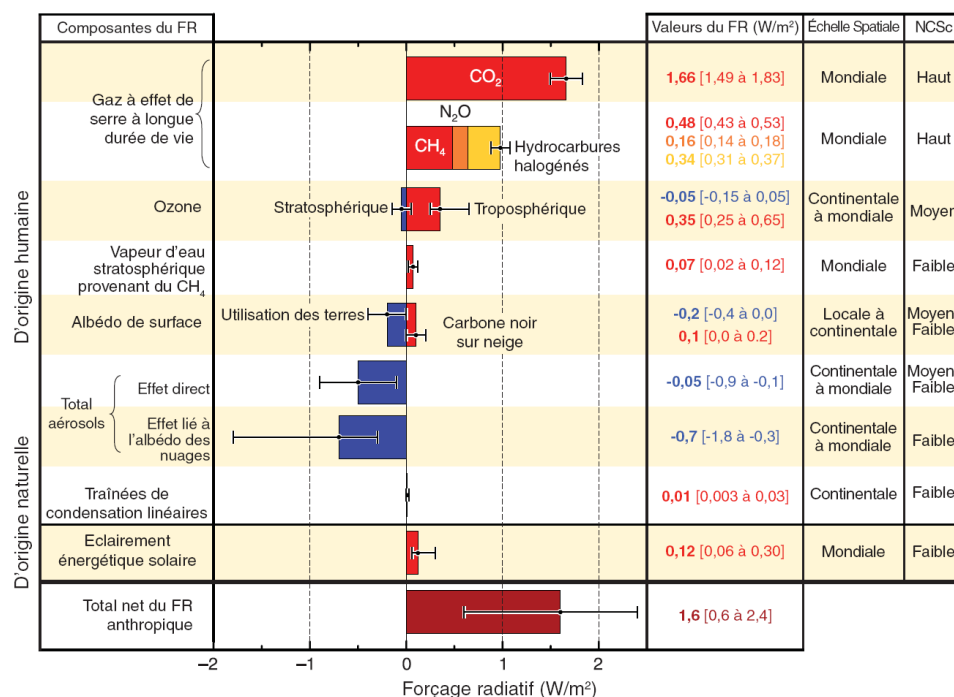 Composantes du FR
Valeurs du FR (W/m²)
Échelle Spatiale
NCSc
D'origine humaine
Gaz à effet de
serre à longue
durée de vie
CO₂
1,66 [1,49 à 1,83]
Mondiale
Haut
N₂O
CH₄
Hydrocarbures
halogénés
0,48 [0,43 à 0,53]
0,16 [0,14 à 0,18]
0,34 [0,31 à 0,37]
Mondiale
Haut
Ozone
Stratosphérique
Troposphérique
-0,05 [-0,15 à 0,05]
0,35 [0,25 à 0,65]
Continentale
à mondiale
Moyen
Vapeur d'eau
stratosphérique
provenant du CH₄
0,07 [0,02 à 0,12]
Mondiale
Faible
Albédo de surface
Utilisation des terres
Carbone noir
sur neige
-0,2 [-0,4 à 0,0]
0,1 [0,0 à 0.2]
Locale à
continentale
Moyen
Faible
D'origine naturelle
Total
aérosols
Effet direct
-0,05 [-0,9 à -0,1]
Continentale
à mondiale
Moyen
Faible
Effet lié à
l'albédo des
nuages
-0,7 [-1,8 à -0,3]
Continentale
à mondiale
Faible
Traînées de
condensation linéaires
0,01 [0,003 à 0,03]
Continentale
Faible
Eclairement
énergétique solaire
0,12 [0,06 à 0,30]
Mondiale
Faible
Total net du FR
anthropique
1,6 [0,6 à 2,4]
–2
–1
0
1
2
Forçage radiatif (W/m²)